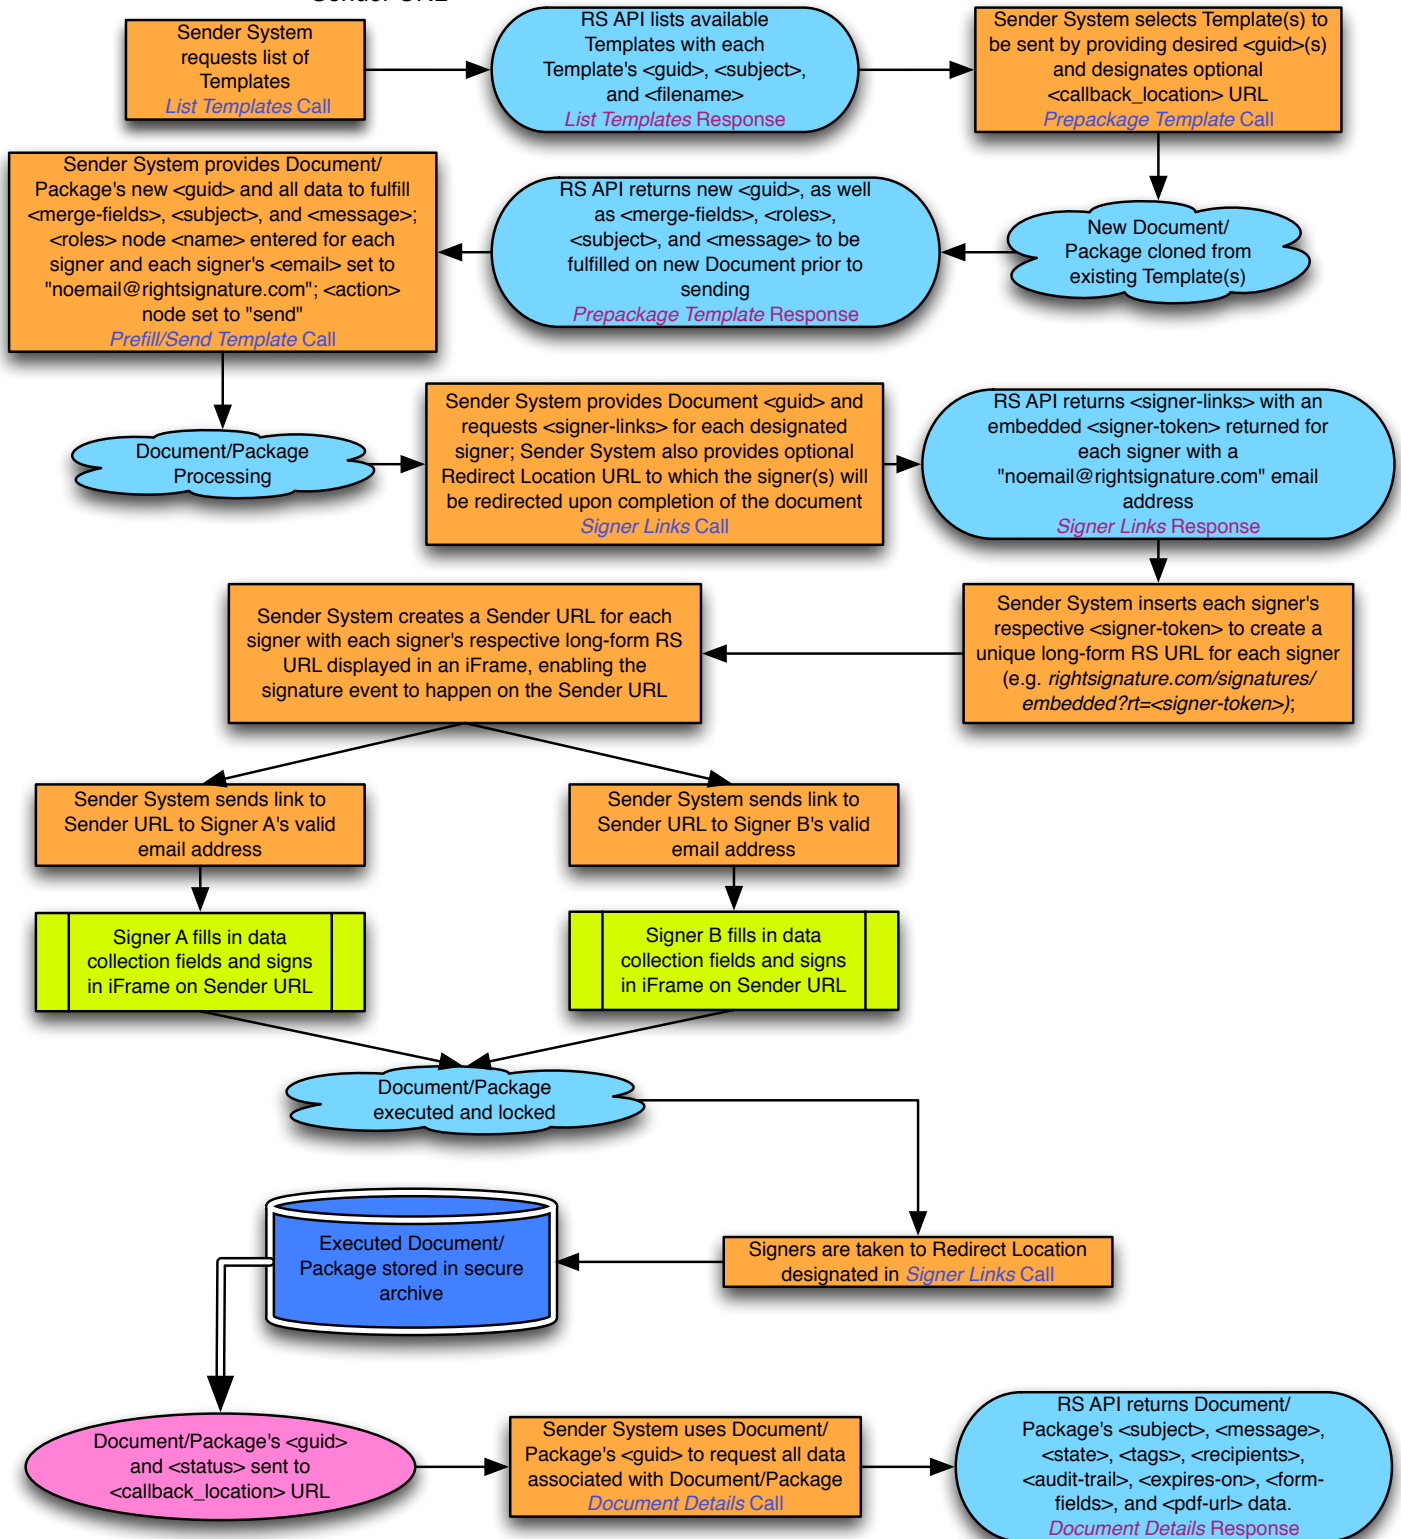 Sender URL
Sender System
requests list of
Templates
List Templates Call
RS API lists available
Templates with each
Template's <guid>, <subject>,
and <filename>
List Templates Response
Sender System selects Template(s) to
be sent by providing desired <guid>(s)
and designates optional
<callback_location> URL
Prepackage Template Call
Sender System provides Document/
Package's new <guid> and all data to fulfill
<merge-fields>, <subject>, and <message>;
<roles> node <name> entered for each
signer and each signer's <email> set to
"noemail@rightsignature.com"; <action>
node set to "send"
Prefill/Send Template Call
RS API returns new <guid>, as well
as <merge-fields>, <roles>,
<subject>, and <message> to be
fulfilled on new Document prior to
sending
Prepackage Template Response
New Document/
Package cloned from
existing Template(s)
Document/Package
Processing
Sender System provides Document <guid> and
requests <signer-links> for each designated
signer; Sender System also provides optional
Redirect Location URL to which the signer(s) will
be redirected upon completion of the document
Signer Links Call
RS API returns <signer-links> with an
embedded <signer-token> returned for
each signer with a
"noemail@rightsignature.com" email
address
Signer Links Response
Sender System creates a Sender URL for each
signer with each signer's respective long-form RS
URL displayed in an iFrame, enabling the
signature event to happen on the Sender URL
Sender System inserts each signer's
respective <signer-token> to create a
unique long-form RS URL for each signer
(e.g. rightsignature.com/signatures/
embedded?rt=<signer-token>);
Sender System sends link to
Sender URL to Signer A's valid
email address
Sender System sends link to
Sender URL to Signer B's valid
email address
Signer A fills in data
collection fields and signs
in iFrame on Sender URL
Signer B fills in data
collection fields and signs
in iFrame on Sender URL
Document/Package
executed and locked
Executed Document/
Package stored in secure
archive
Signers are taken to Redirect Location
designated in Signer Links Call
Document/Package's <guid>
and <status> sent to
<callback_location> URL
Sender System uses Document/
Package's <guid> to request all data
associated with Document/Package
Document Details Call
RS API returns Document/
Package's <subject>, <message>,
<state>, <tags>, <recipients>,
<audit-trail>, <expires-on>, <form-
fields>, and <pdf-url> data.
Document Details Response